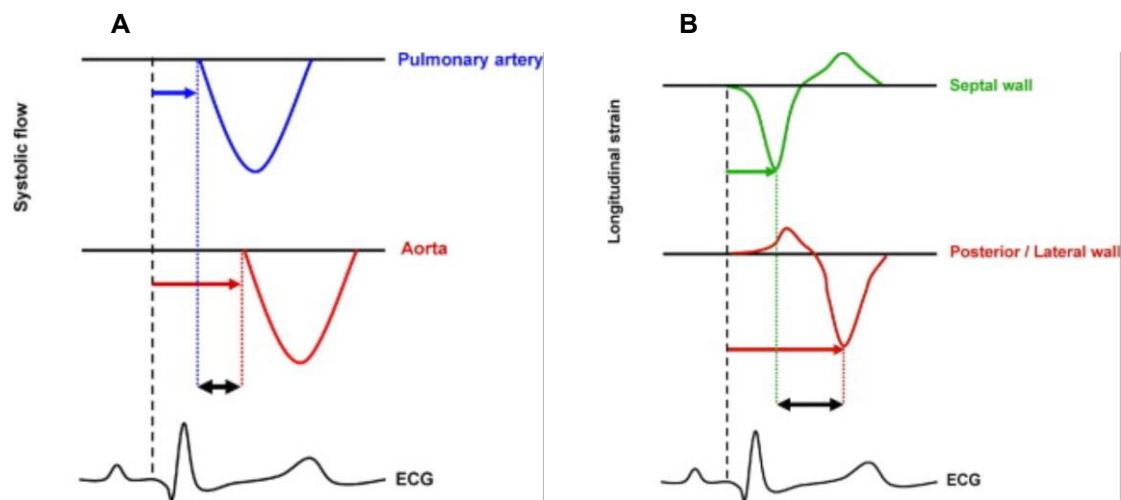 A
Systolic flow
Pulmonary artery
Aorta
ECG
B
Longitudinal strain
Septal wall
Posterior / Lateral wall
ECG